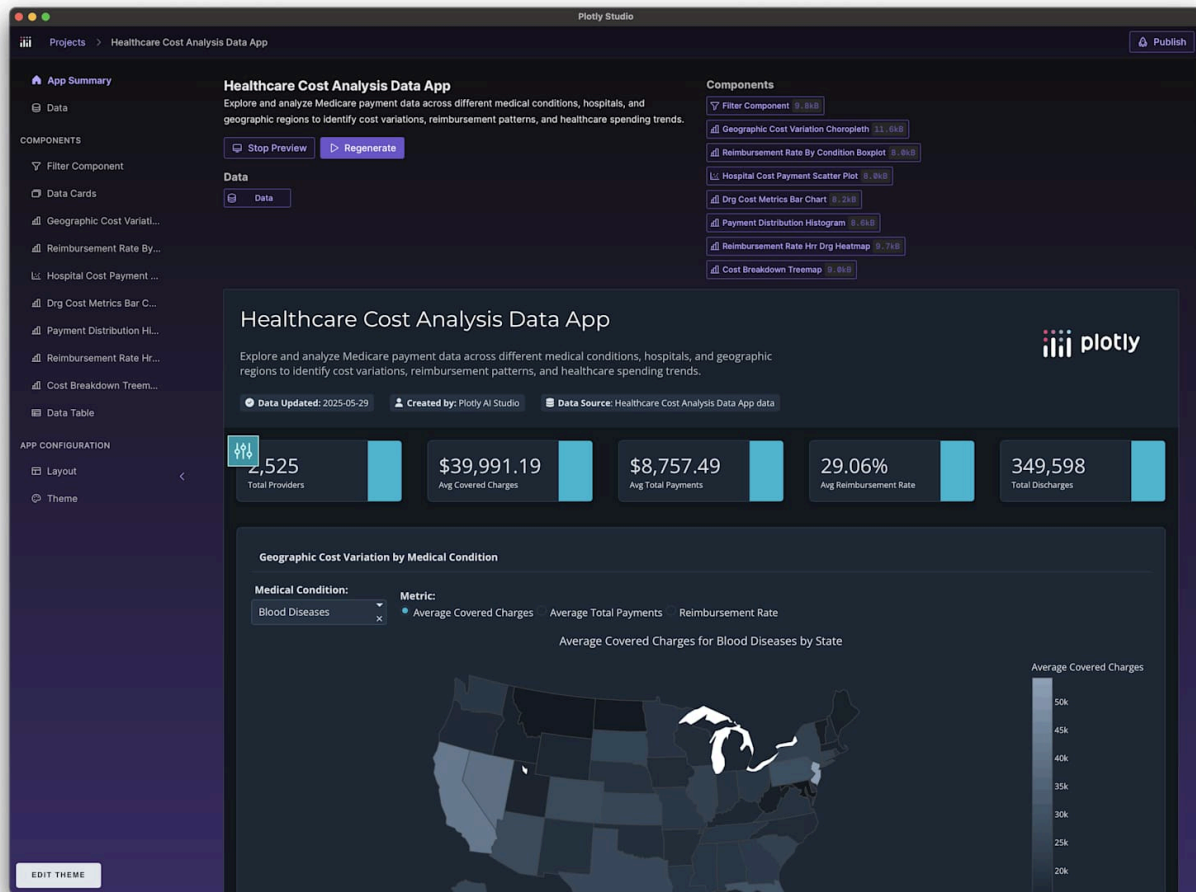 Plotly Studio
Projects > Healthcare Cost Analysis Data App
Publish
App Summary
Data
COMPONENTS
Filter Component
Data Cards
Geographic Cost Variati...
Reimbursement Rate By...
Hospital Cost Payment ...
Drg Cost Metrics Bar C...
Payment Distribution Hi...
Reimbursement Rate Hr...
Cost Breakdown Treem...
Data Table
APP CONFIGURATION
Layout
Theme
EDIT THEME
Healthcare Cost Analysis Data App
Explore and analyze Medicare payment data across different medical conditions, hospitals, and
geographic regions to identify cost variations, reimbursement patterns, and healthcare spending trends.
Stop Preview
Regenerate
Data
Data
Components
Filter Component 9.8kB
Geographic Cost Variation Choropleth 11.6kB
Reimbursement Rate By Condition Boxplot 8.0kB
Hospital Cost Payment Scatter Plot 8.0kB
Drg Cost Metrics Bar Chart 8.2kB
Payment Distribution Histogram 8.6kB
Reimbursement Rate Hrr Drg Heatmap 9.7kB
Cost Breakdown Treemap 9.0kB
Healthcare Cost Analysis Data App
Explore and analyze Medicare payment data across different medical conditions, hospitals, and geographic
regions to identify cost variations, reimbursement patterns, and healthcare spending trends.
plotly
Data Updated: 2025-05-29
Created by: Plotly AI Studio
Data Source: Healthcare Cost Analysis Data App data
2,525
Total Providers
$39,991.19
Avg Covered Charges
$8,757.49
Avg Total Payments
29.06%
Avg Reimbursement Rate
349,598
Total Discharges
Geographic Cost Variation by Medical Condition
Medical Condition:
Blood Diseases
Metric:
Average Covered Charges
Average Total Payments
Reimbursement Rate
Average Covered Charges for Blood Diseases by State
Average Covered Charges
50k
45k
40k
35k
30k
25k
20k